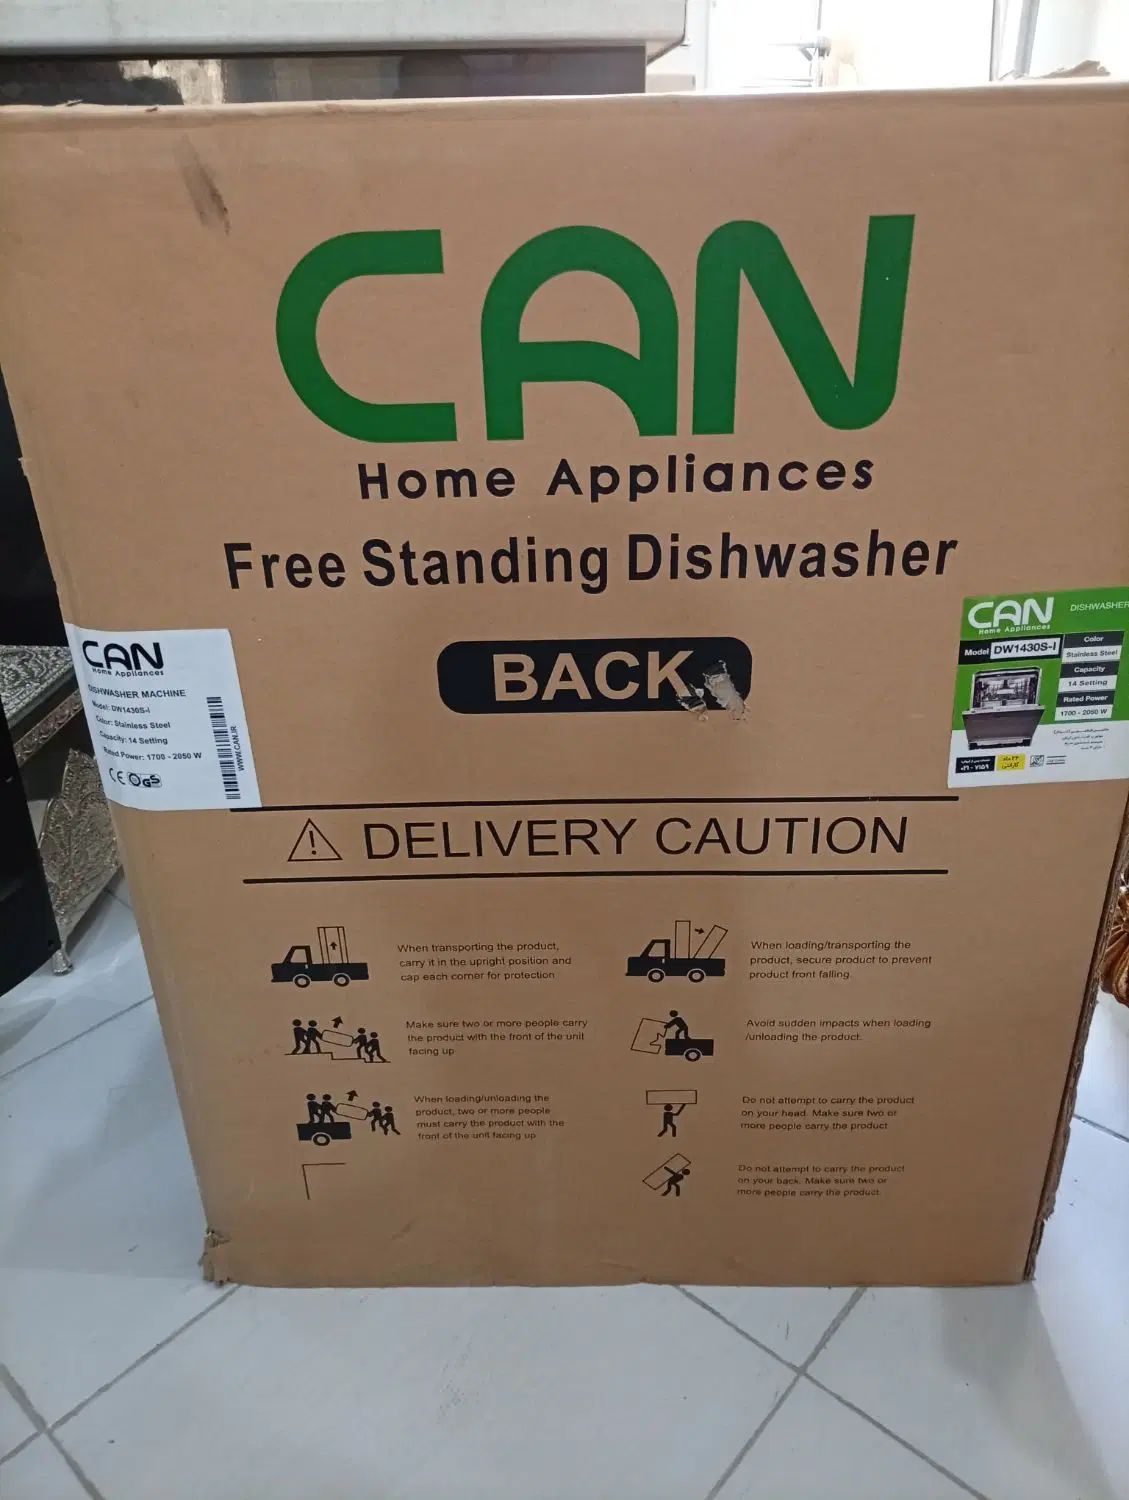 CAN
Home Appliances
Free Standing Dishwasher
BACK
CAN
Home Appliances
DISHWASHER MACHINE
Model: DW1430S-I
Color: Stainless Steel
Capacity: 14 Setting
Rated Power: 1700 - 2050 W
CE GS
WWW.CAN.IR
CAN
Home Appliances
DISHWASHER
Model DW1430S-I
Color
Stainless Steel
Capacity
14 Setting
Rated Power
1700 - 2050 W
۰۲۱ - ۷۱۵۹
DELIVERY CAUTION
When transporting the product,
carry it in the upright position and
cap each corner for protection
When loading/transporting the
product, secure product to prevent
product front falling.
Make sure two or more people carry
the product with the front of the unit
facing up
Avoid sudden impacts when loading
/unloading the product.
When loading/unloading the
product, two or more people
must carry the product with the
front of the unit facing up
Do not attempt to carry the product
on your head. Make sure two or
more people carry the product
Do not attempt to carry the product
on your back. Make sure two or
more people carry the product